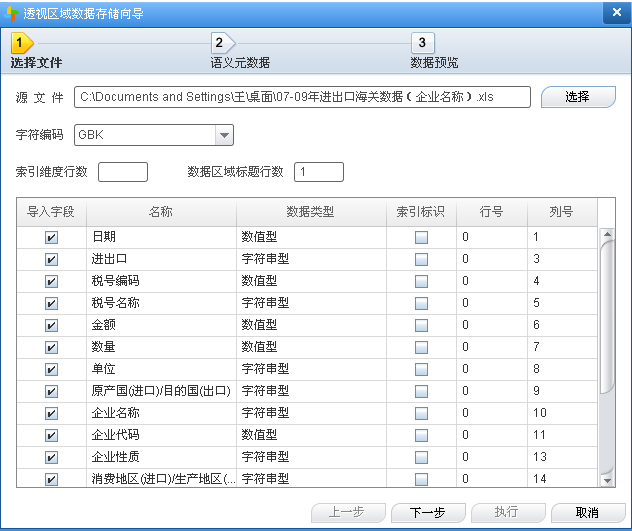 透视区域数据存储向导
1 2 3
选择文件 语义元数据 数据预览
源 文 件 C:\Documents and Settings\王\桌面\07-09年进出口海关数据（企业名称）.xls 选择
字符编码 GBK
索引维度行数 数据区域标题行数 1
导入字段 名称 数据类型 索引标识 行号 列号
日期 数值型 0 1
进出口 字符串型 0 3
税号编码 数值型 0 4
税号名称 字符串型 0 5
金额 数值型 0 6
数量 数值型 0 7
单位 字符串型 0 8
原产国(进口)/目的国(出口) 字符串型 0 9
企业名称 字符串型 0 10
企业代码 数值型 0 11
企业性质 字符串型 0 13
消费地区(进口)/生产地区(... 字符串型 0 14
上一步 下一步 执行 取消